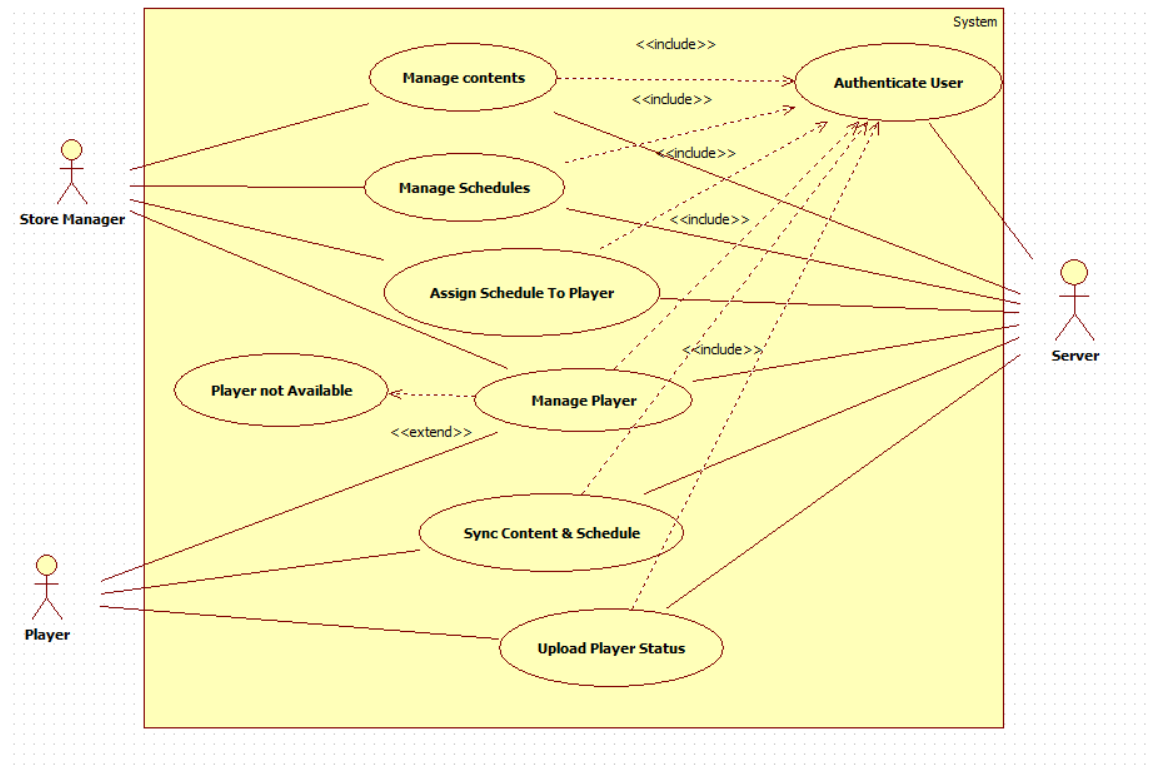 System
<<include>>
Manage contents
Authenticate User
<<include>>
<<include>>
Manage Schedules
Store Manager
<<include>>
Assign Schedule To Player
<<include>>
Server
Player not Available
Manage Player
<<extend>>
Sync Content & Schedule
Player
Upload Player Status